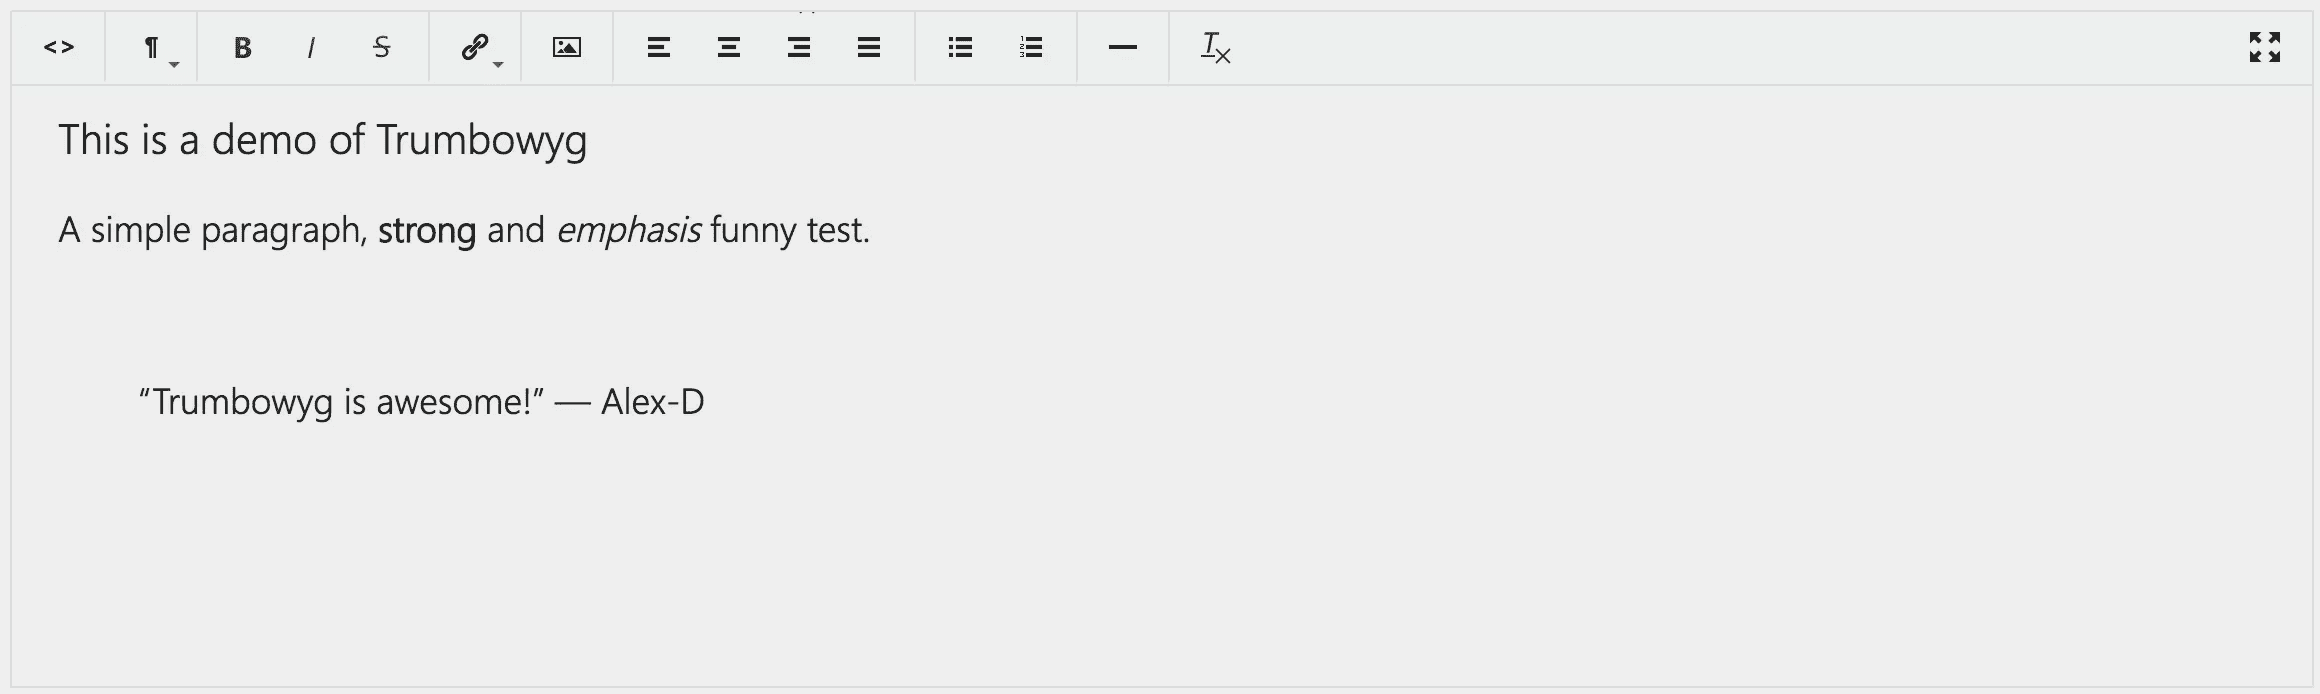 This is a demo of Trumbowyg
A simple paragraph, strong and emphasis funny test.
“Trumbowyg is awesome!” — Alex-D